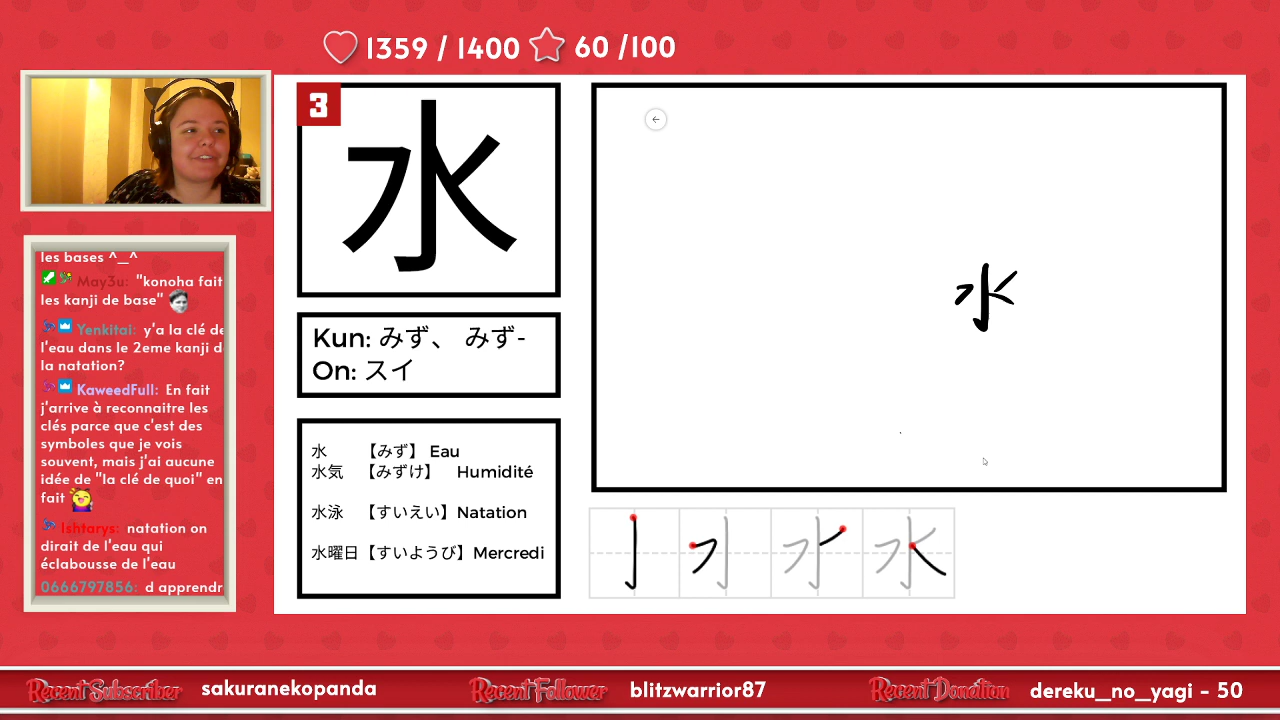 1359 / 1400 60 /100
3
水
Kun: みず、 みず-
On: スイ
水 【みず】 Eau
水気 【みずけ】 Humidité
水泳 【すいえい】Natation
水曜日【すいようび】Mercredi
水
les bases ^__^
May3u: "konoha fait
les kanji de base"
Yenkitai: y'a la clé de
l'eau dans le 2eme kanji d
la natation?
KaweedFull: En fait
j'arrive à reconnaitre les
clés parce que c'est des
symboles que je vois
souvent, mais j'ai aucune
idée de "la clé de quoi" en
fait
Ishtarys: natation on
dirait de l'eau qui
éclabousse de l'eau
0666797856: d apprendr
Recent Subscriber sakuranekopanda Recent Follower blitzwarrior87 Recent Donation dereku_no_yagi - 50